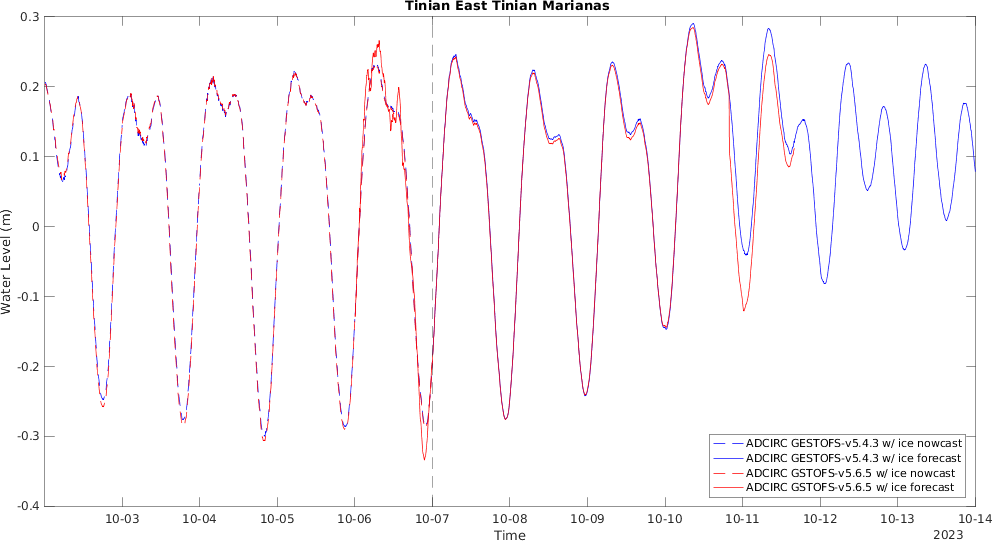 Tinian East Tinian Marianas
0.3
0.2
0.1
0
-0.1
-0.2
-0.3
-0.4
Water Level (m)
ADCIRC GESTOFS-v5.4.3 w/ ice nowcast
ADCIRC GESTOFS-v5.4.3 w/ ice forecast
ADCIRC GSTOFS-v5.6.5 w/ ice nowcast
ADCIRC GSTOFS-v5.6.5 w/ ice forecast
10-03 10-04 10-05 10-06 10-07 10-08 10-09 10-10 10-11 10-12 10-13 10-14
Time
2023